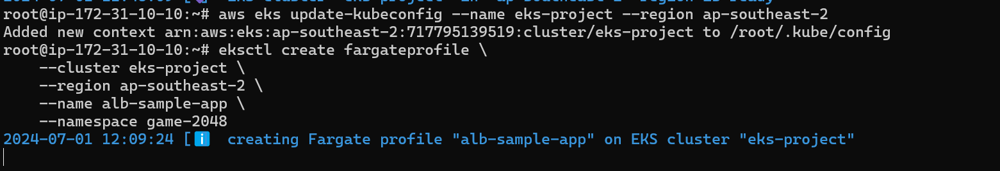 root@ip-172-31-10-10:~# aws eks update-kubeconfig --name eks-project --region ap-southeast-2
Added new context arn:aws:eks:ap-southeast-2:717795139519:cluster/eks-project to /root/.kube/config
root@ip-172-31-10-10:~# eksctl create fargateprofile \
    --cluster eks-project \
    --region ap-southeast-2 \
    --name alb-sample-app \
    --namespace game-2048
2024-07-01 12:09:24 [ℹ]  creating Fargate profile "alb-sample-app" on EKS cluster "eks-project"